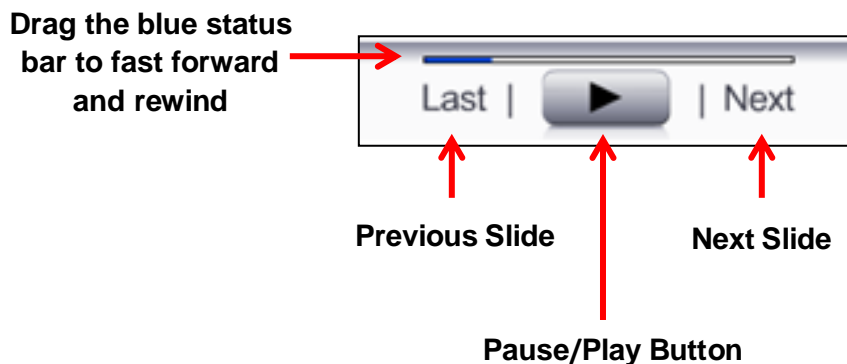 Drag the blue status
bar to fast forward
and rewind
Last | | Next
Previous Slide
Next Slide
Pause/Play Button